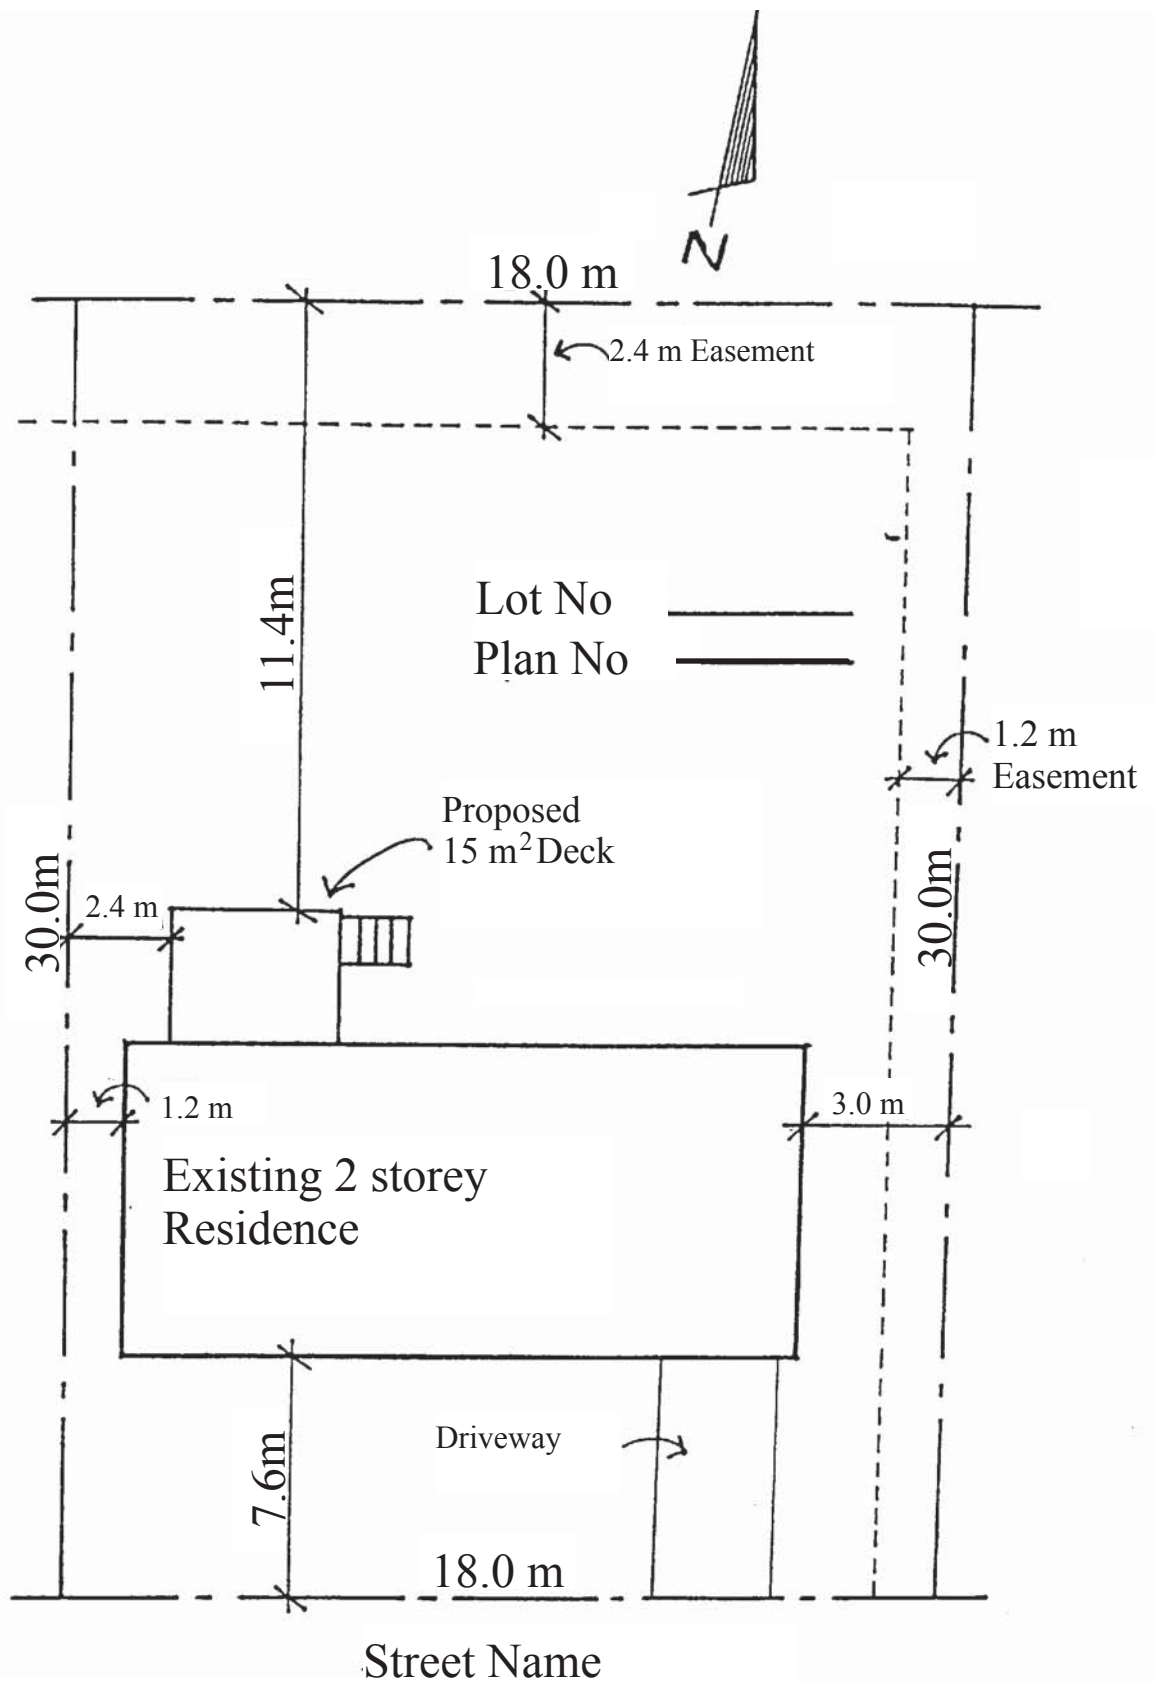 N
18.0 m
2.4 m Easement
11.4m
Lot No
Plan No
1.2 m
Easement
Proposed
15 m² Deck
30.0m
2.4 m
30.0m
1.2 m
3.0 m
Existing 2 storey
Residence
7.6m
Driveway
18.0 m
Street Name